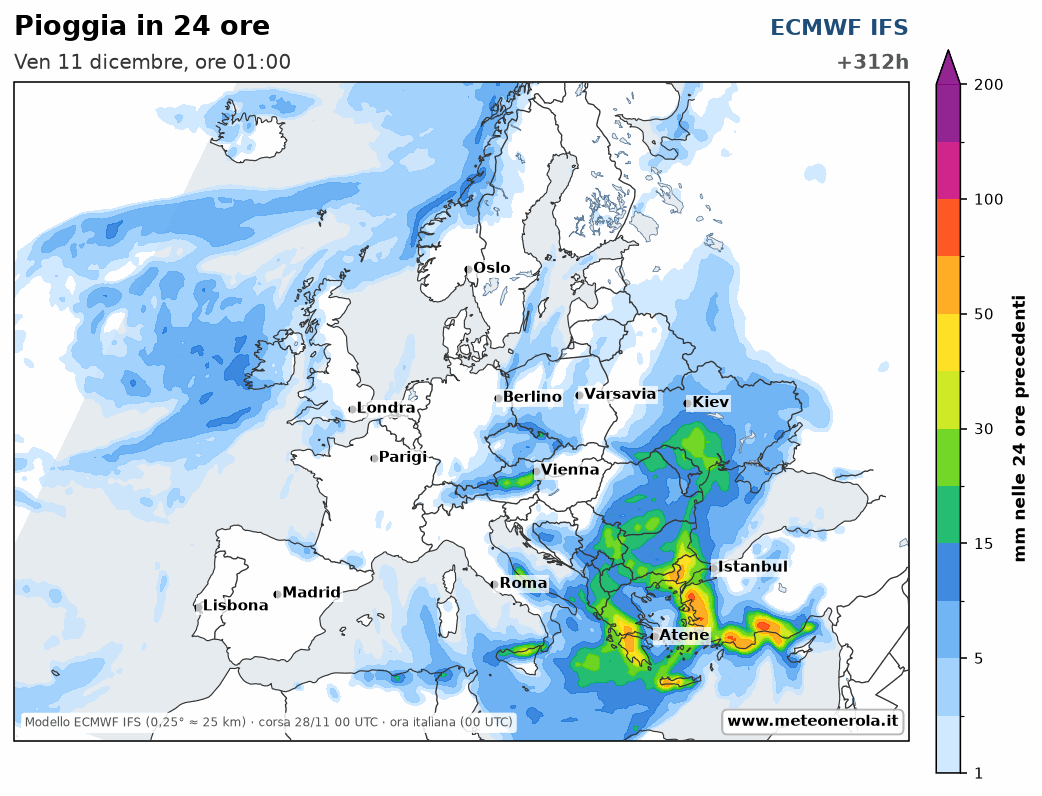 Pioggia in 24 ore
ECMWF IFS
Ven 11 dicembre, ore 01:00
+312h
200
100
50
30
15
5
1
mm nelle 24 ore precedenti
Oslo
Berlino
Varsavia
Kiev
Londra
Parigi
Vienna
Istanbul
Roma
Madrid
Lisbona
Atene
Modello ECMWF IFS (0,25° ≈ 25 km) · corsa 28/11 00 UTC · ora italiana (00 UTC)
www.meteonerola.it